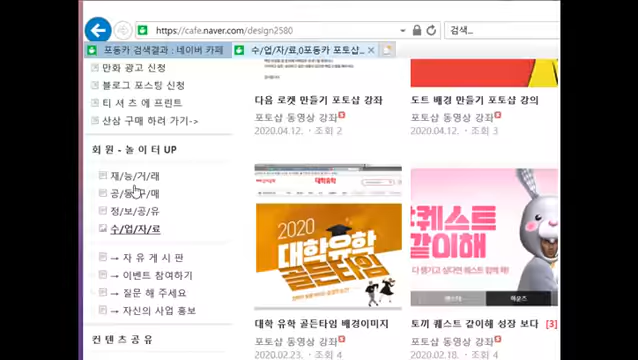 https://cafe.naver.com/design2580
검색...
포동카 검색결과 : 네이버 카페
수/업/자/료,0포동카 포토샵...
만화 광고 신청
블로그 포스팅 신청
티 셔 츠 에 프린트
산삼 구매 하려 가기->
회 원 - 놀 이 터 UP
재/능/거/래
공/동/구/매
정/보/공/유
수/업/자/료
→ 자 유 게 시 판
→ 이벤트 참여하기
→ 질문 해 주세요
→ 자신의 사업 홍보
컨 텐 츠 공 유
다음 로켓 만들기 포토샵 강좌
포토샵 동영상 강좌
2020.04.12. · 조회 2
도트 배경 만들기 포토샵 강의
포토샵 동영상 강좌
2020.04.12. · 조회 3
대학유학
2020
대학유학
골든타임
대학 유학 골든타임 배경이미지
포토샵 동영상 강좌
2020.02.23. · 조회 4
퀘스트
같이해
토끼 퀘스트 같이해 성장 보다 [3]
포토샵 동영상 강좌
2020.02.18. · 조회 4